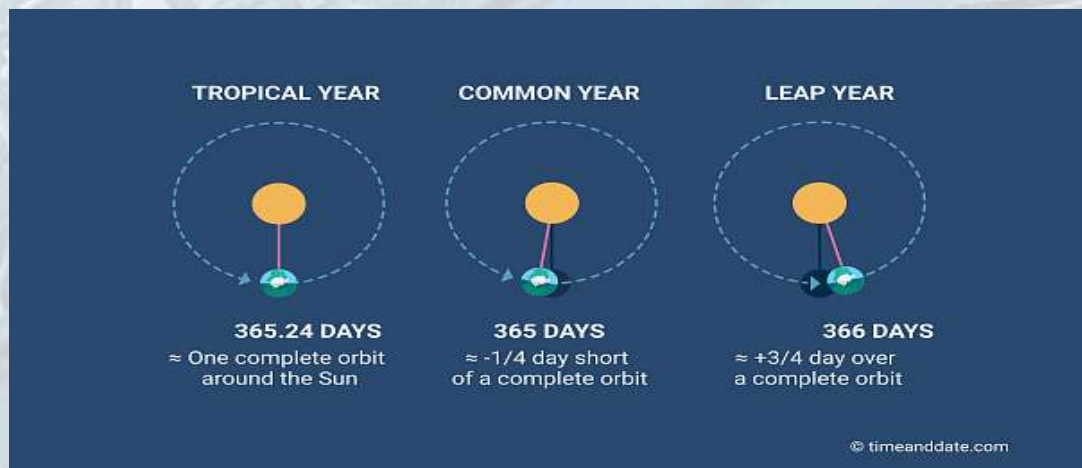 TROPICAL YEAR
COMMON YEAR
LEAP YEAR
365.24 DAYS
≈ One complete orbit
around the Sun
365 DAYS
≈ -1/4 day short
of a complete orbit
366 DAYS
≈ +3/4 day over
a complete orbit
© timeanddate.com